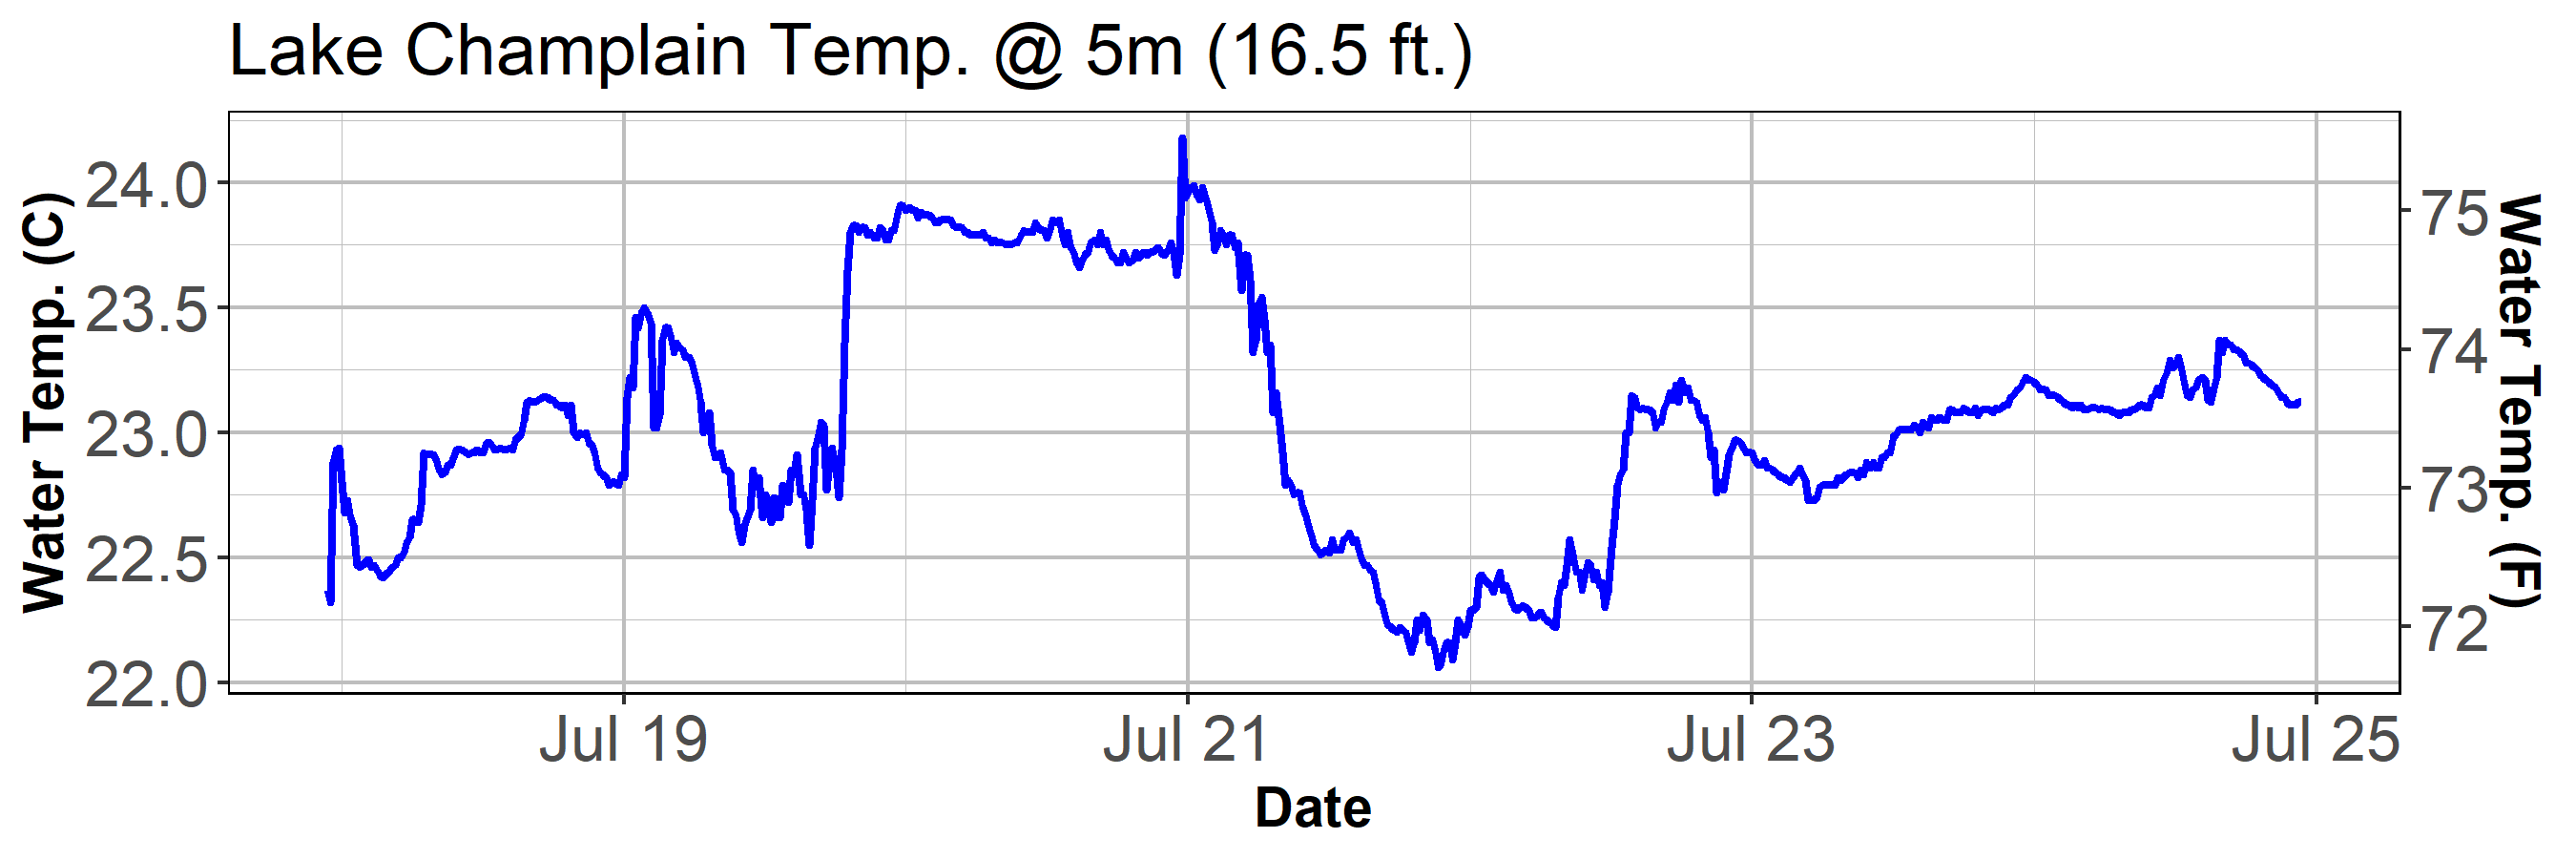 Lake Champlain Temp. @ 5m (16.5 ft.)
Water Temp. (C)
24.0
23.5
23.0
22.5
22.0
75
74
73
72
Water Temp. (F)
Jul 19 Jul 21 Jul 23 Jul 25
Date